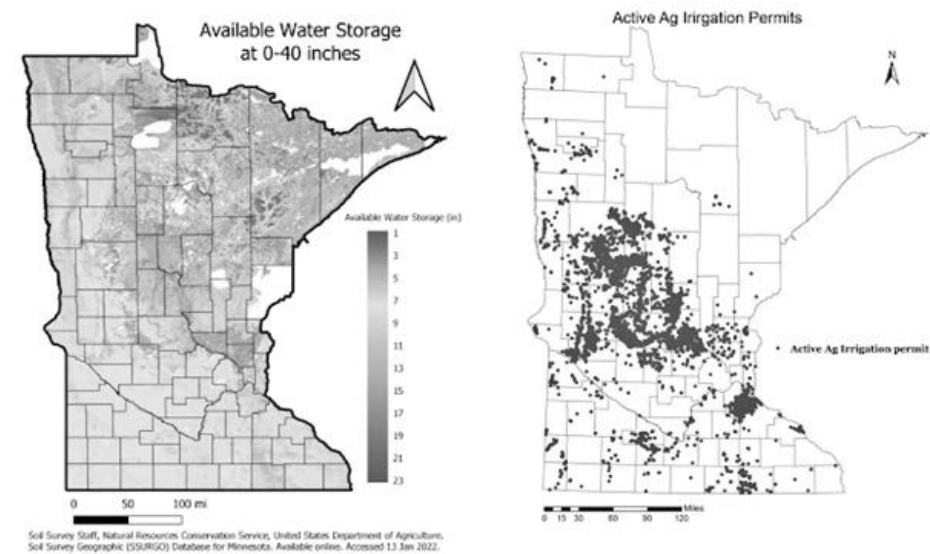 Available Water Storage
at 0-40 inches
Available Water Storage (in)
1
3
5
7
9
11
13
15
17
19
21
23
0 50 100 mi
Soil Survey Staff, Natural Resources Conservation Service, United States Department of Agriculture.
Soil Survey Geographic (SSURGO) Database for Minnesota. Available online. Accessed 13 Jan 2022.
Active Ag Irrigation Permits
N
Active Ag Irrigation permit
Miles
0 15 30 60 90 120